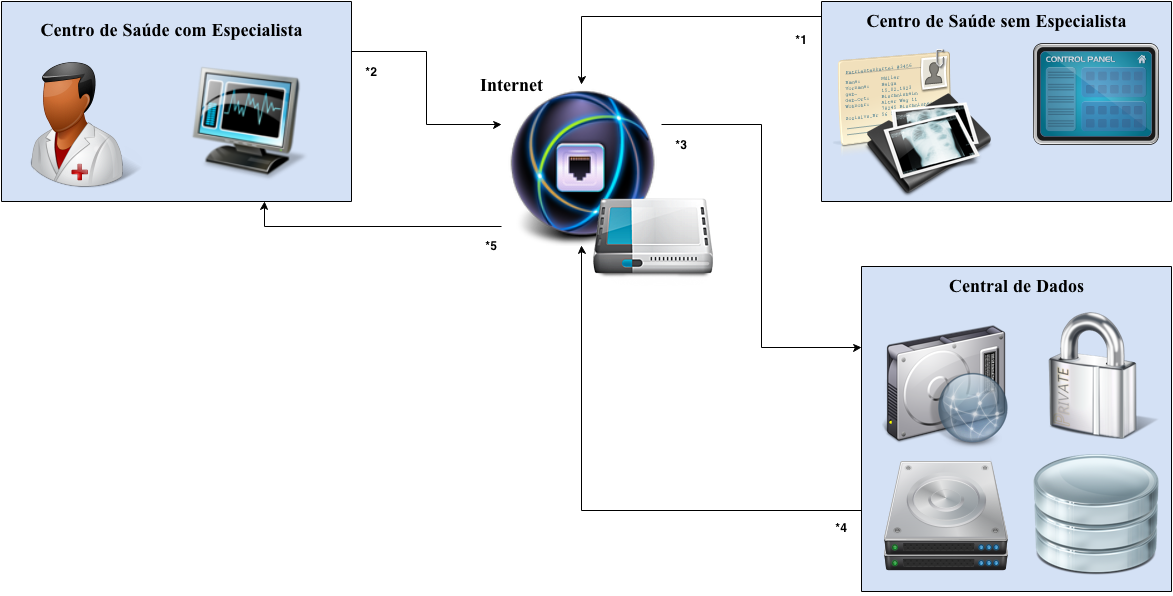 Centro de Saúde com Especialista
Centro de Saúde sem Especialista
*1
*2
Internet
CONTROL PANEL
*3
*5
Central de Dados
PRIVATE
*4